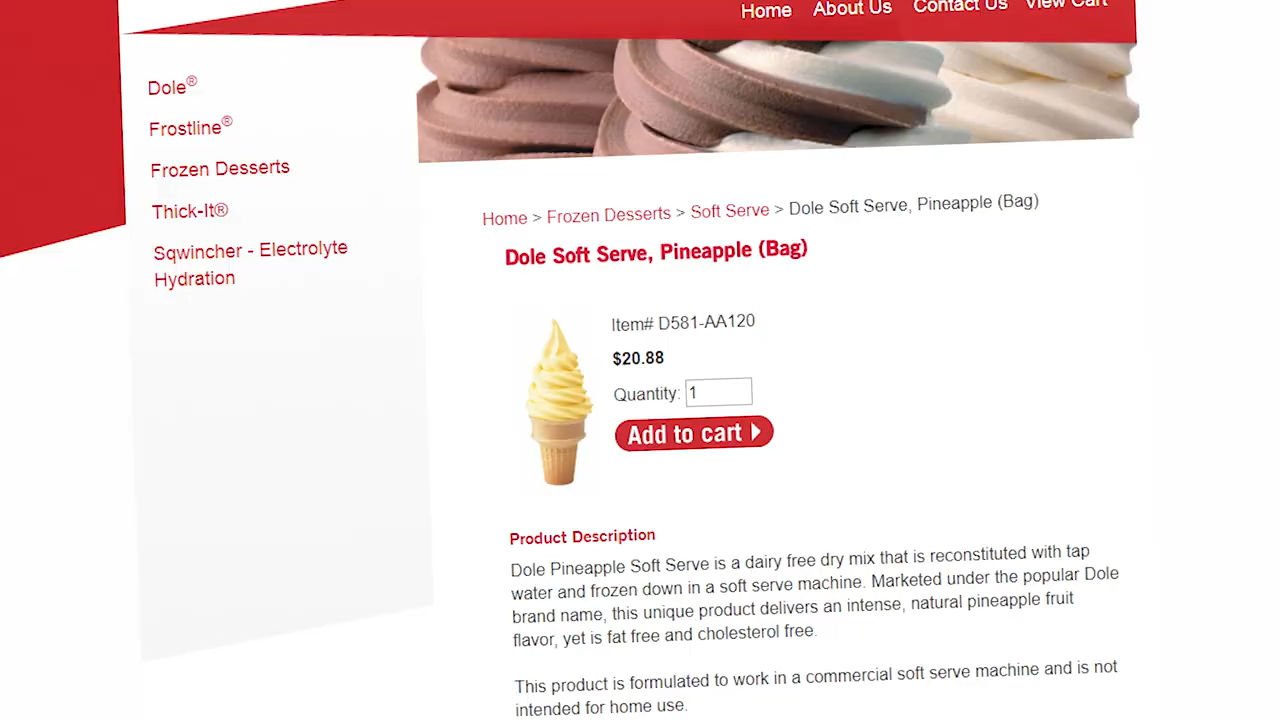 Home About Us Contact Us View Cart
Dole®
Frostline®
Frozen Desserts
Thick-It®
Sqwincher - Electrolyte
Hydration
Home > Frozen Desserts > Soft Serve > Dole Soft Serve, Pineapple (Bag)
Dole Soft Serve, Pineapple (Bag)
Item# D581-AA120
$20.88
Quantity: 1
Add to cart
Product Description
Dole Pineapple Soft Serve is a dairy free dry mix that is reconstituted with tap
water and frozen down in a soft serve machine. Marketed under the popular Dole
brand name, this unique product delivers an intense, natural pineapple fruit
flavor, yet is fat free and cholesterol free.
This product is formulated to work in a commercial soft serve machine and is not
intended for home use.